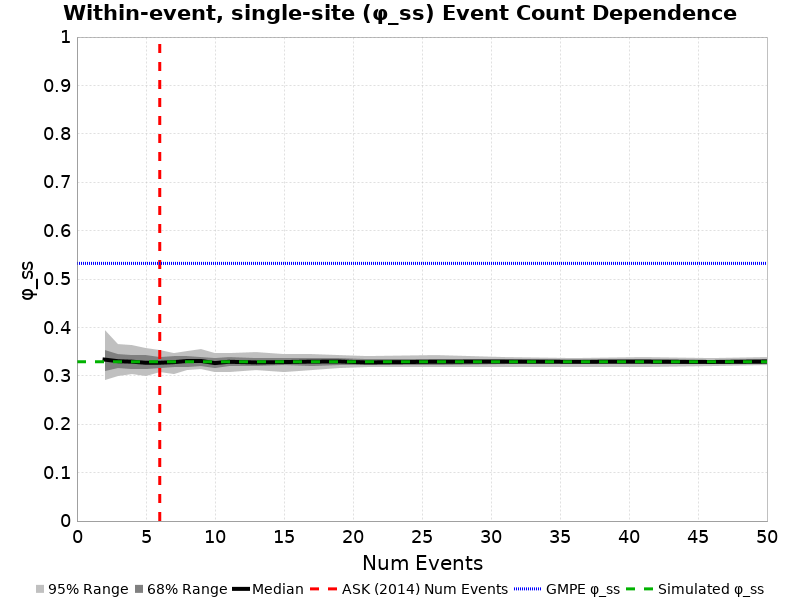 Within-event, single-site (φ_ss) Event Count Dependence
1
0.9
0.8
0.7
0.6
0.5
0.4
0.3
0.2
0.1
0
φ_ss
0 5 10 15 20 25 30 35 40 45 50
Num Events
95% Range 68% Range Median ASK (2014) Num Events GMPE φ_ss Simulated φ_ss